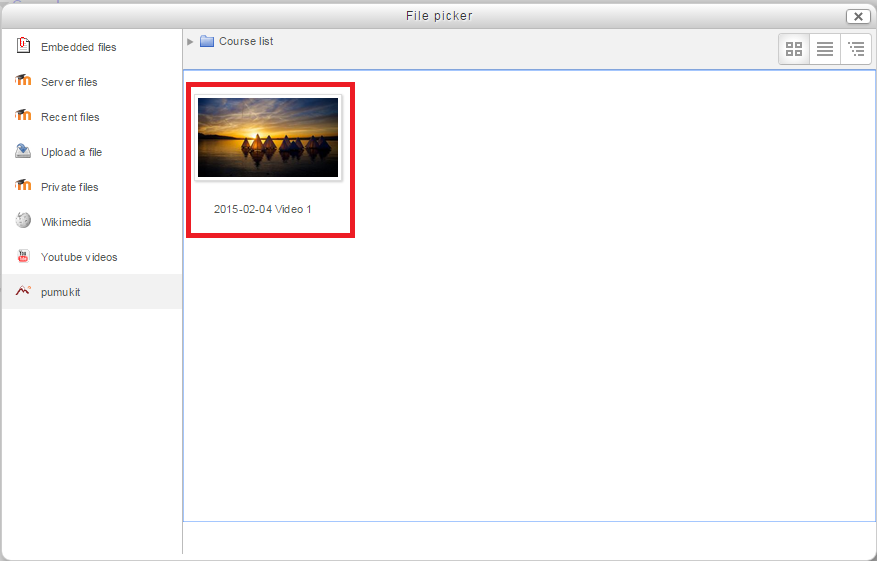 File picker
Embedded files
Server files
Recent files
Upload a file
Private files
Wikimedia
Youtube videos
pumukit
Course list
2015-02-04 Video 1